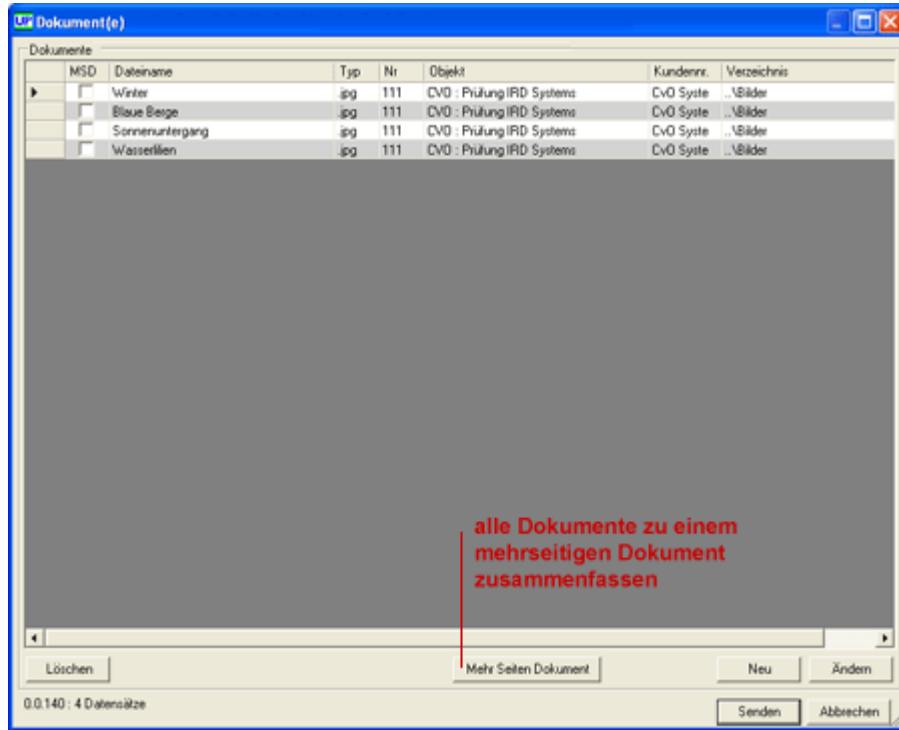 Dokument(e)
Dokumente
MSD Dateiname Typ Nr Objekt Kundennr. Verzeichnis
Winter .jpg 111 CVO : Prüfung IRD Systems CvO Syste ..\Bilder
Blaue Berge .jpg 111 CVO : Prüfung IRD Systems CvO Syste ..\Bilder
Sonnenuntergang .jpg 111 CVO : Prüfung IRD Systems CvO Syste ..\Bilder
Wasserlilien .jpg 111 CVO : Prüfung IRD Systems CvO Syste ..\Bilder
alle Dokumente zu einem
mehrseitigen Dokument
zusammenfassen
Löschen Mehr Seiten Dokument Neu Ändern
0.0.140 : 4 Datensätze
Senden Abbrechen